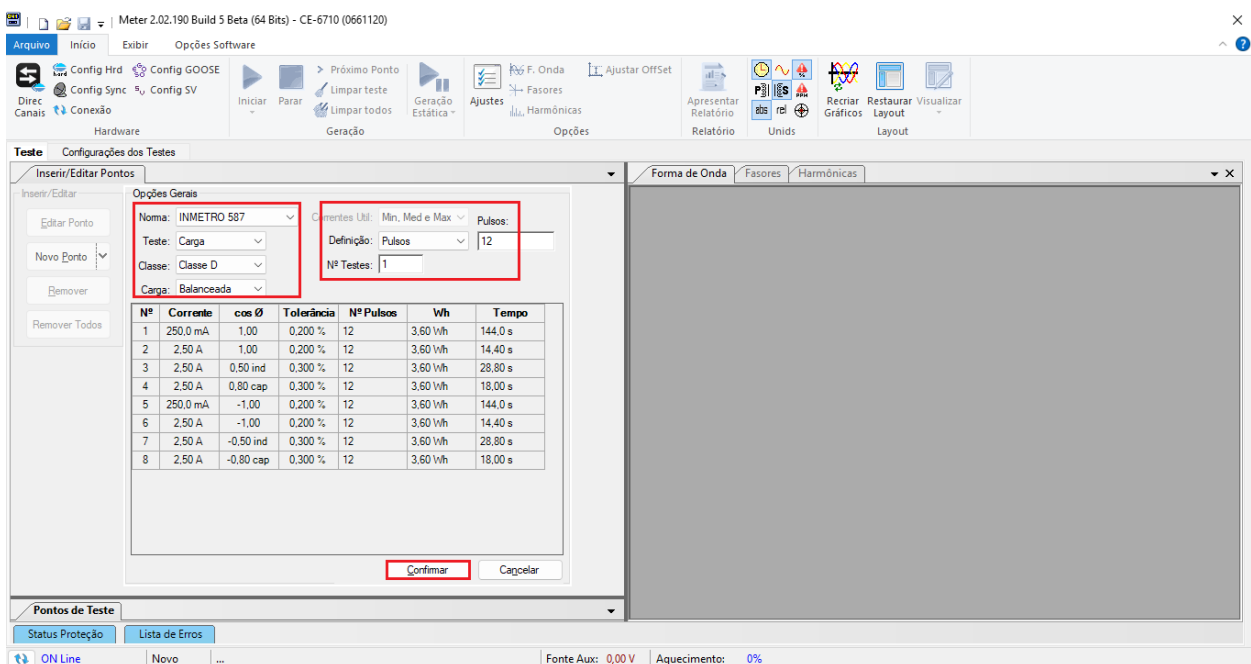 Meter 2.02.190 Build 5 Beta (64 Bits) - CE-6710 (0661120)
Arquivo Início Exibir Opções Software
Direc Canais
Config Hrd Config GOOSE
Config Sync Config SV
Conexão
Hardware
Iniciar Parar
Próximo Ponto
Limpar teste
Limpar todos
Geração Estática
Geração
Ajustes
F. Onda
Fasores
Harmônicas
Ajustar OffSet
Opções
Apresentar Relatório
Relatório
abs rel
PPM
Unids
Recriar Gráficos
Restaurar Layout
Visualizar
Layout
Teste Configurações dos Testes
Inserir/Editar Pontos
Inserir/Editar
Editar Ponto
Novo Ponto
Remover
Remover Todos
Opções Gerais
Norma: INMETRO 587 Correntes Util: Min, Med e Max Pulsos:
Teste: Carga Definição: Pulsos 12
Classe: Classe D Nº Testes: 1
Carga: Balanceada
Nº Corrente cos Ø Tolerância Nº Pulsos Wh Tempo
1 250,0 mA 1,00 0,200 % 12 3,60 Wh 144,0 s
2 2,50 A 1,00 0,200 % 12 3,60 Wh 14,40 s
3 2,50 A 0,50 ind 0,300 % 12 3,60 Wh 28,80 s
4 2,50 A 0,80 cap 0,300 % 12 3,60 Wh 18,00 s
5 250,0 mA -1,00 0,200 % 12 3,60 Wh 144,0 s
6 2,50 A -1,00 0,200 % 12 3,60 Wh 14,40 s
7 2,50 A -0,50 ind 0,300 % 12 3,60 Wh 28,80 s
8 2,50 A -0,80 cap 0,300 % 12 3,60 Wh 18,00 s
Confirmar Cancelar
Forma de Onda Fasores Harmônicas
Pontos de Teste
Status Proteção Lista de Erros
ON Line Novo ... Fonte Aux: 0,00 V Aquecimento: 0%